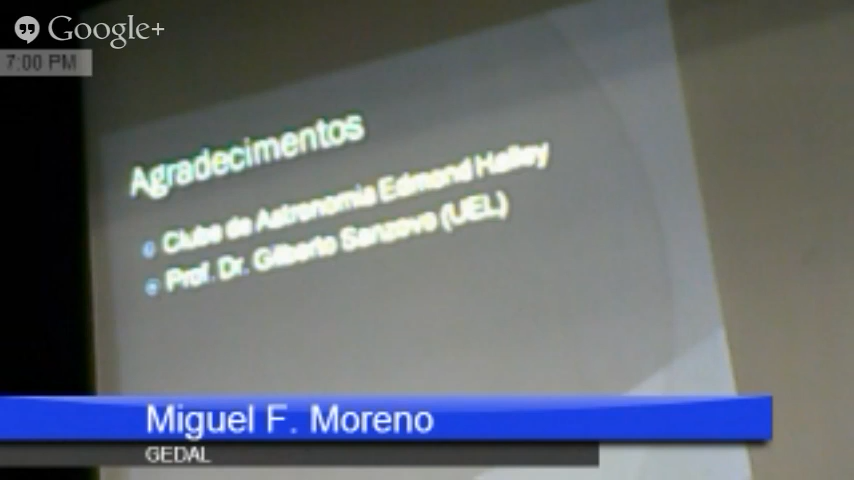 Google+
7:00 PM
Agradecimentos
Clube de Astronomia Edmond Halley
Prof. Dr. Gilberto Sanzovo (UEL)
Miguel F. Moreno
GEDAL